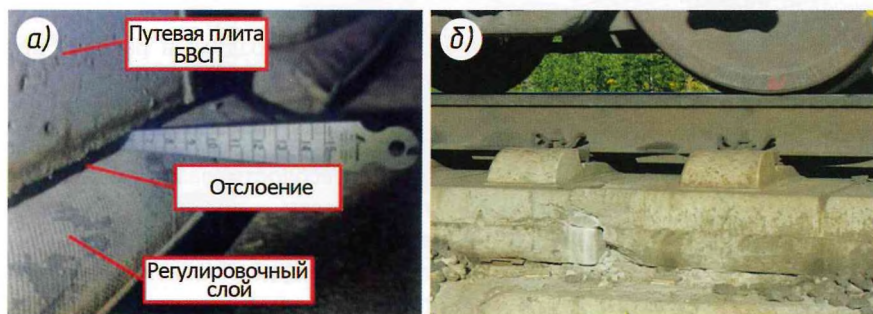 а)
Путевая плита
БВСП
Отслоение
Регулировочный
слой
б)